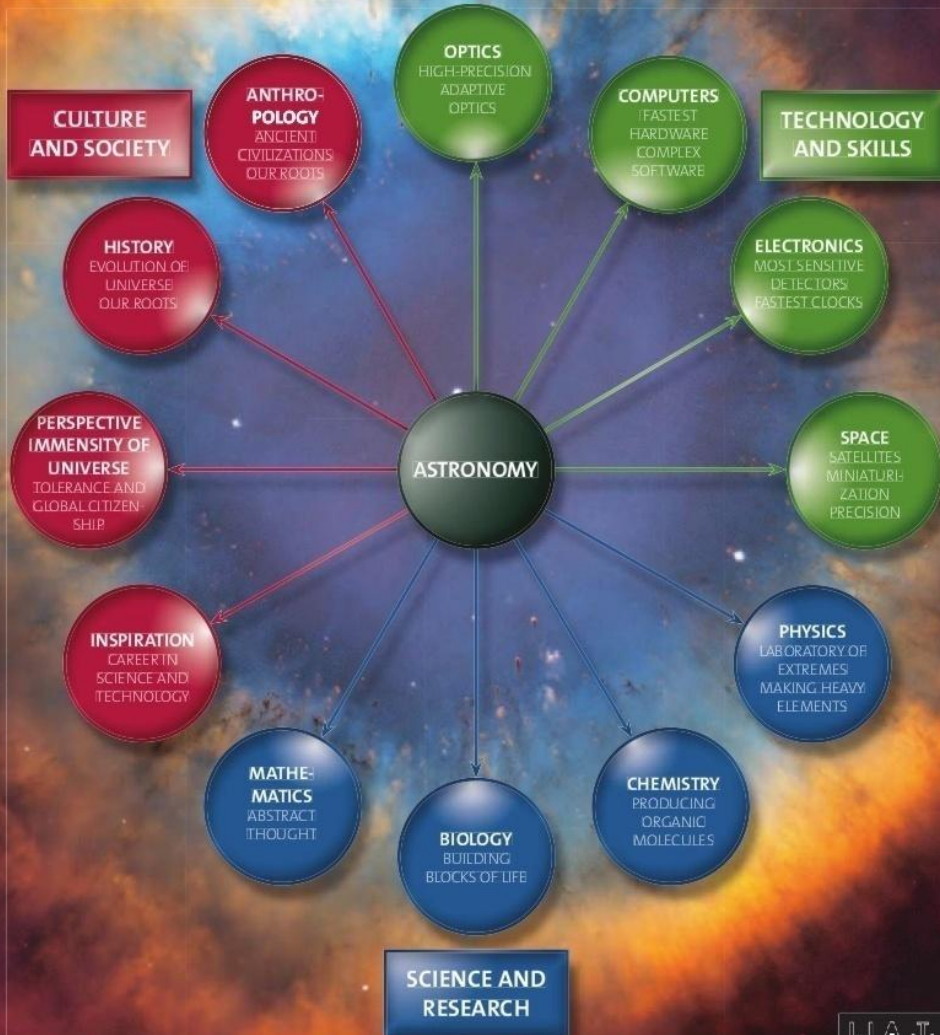 OPTICS
HIGH-PRECISION
ADAPTIVE
OPTICS
ANTHRO-
POLOGY
ANCIENT
CIVILIZATIONS
OUR ROOTS
COMPUTERS
FASTEST
HARDWARE
COMPLEX
SOFTWARE
CULTURE
AND SOCIETY
TECHNOLOGY
AND SKILLS
HISTORY
EVOLUTION OF
UNIVERSE
OUR ROOTS
ELECTRONICS
MOST SENSITIVE
DETECTORS
FASTEST CLOCKS
PERSPECTIVE
IMMENSITY OF
UNIVERSE
TOLERANCE AND
GLOBAL CITIZEN-
SHIP
ASTRONOMY
SPACE
SATELLITES
MINIATURI-
ZATION
PRECISION
INSPIRATION
CAREER IN
SCIENCE AND
TECHNOLOGY
PHYSICS
LABORATORY OF
EXTREMES
MAKING HEAVY
ELEMENTS
MATHE-
MATICS
ABSTRACT
THOUGHT
BIOLOGY
BUILDING
BLOCKS OF LIFE
CHEMISTRY
PRODUCING
ORGANIC
MOLECULES
SCIENCE AND
RESEARCH